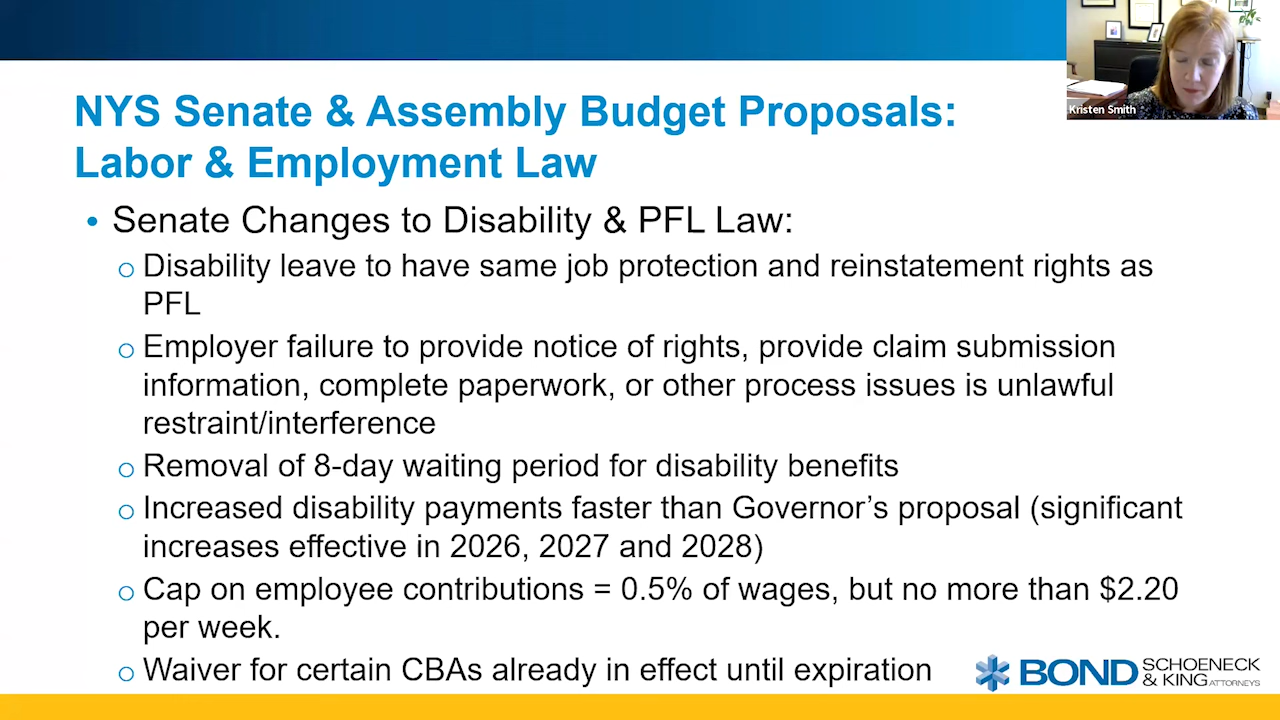 Kristen Smith
NYS Senate & Assembly Budget Proposals:
Labor & Employment Law
• Senate Changes to Disability & PFL Law:
o Disability leave to have same job protection and reinstatement rights as
PFL
o Employer failure to provide notice of rights, provide claim submission
information, complete paperwork, or other process issues is unlawful
restraint/interference
o Removal of 8-day waiting period for disability benefits
o Increased disability payments faster than Governor’s proposal (significant
increases effective in 2026, 2027 and 2028)
o Cap on employee contributions = 0.5% of wages, but no more than $2.20
per week.
o Waiver for certain CBAs already in effect until expiration
BOND SCHOENECK
& KING ATTORNEYS